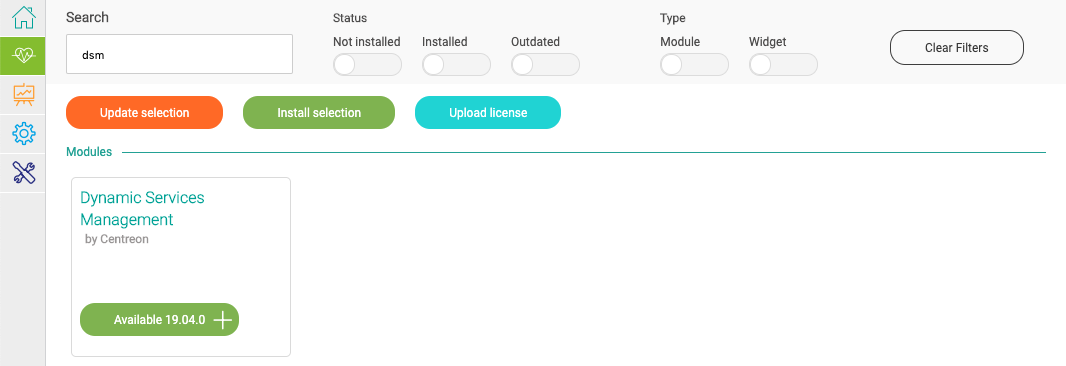 Search
dsm
Status
Not installed
Installed
Outdated
Type
Module
Widget
Clear Filters
Update selection
Install selection
Upload license
Modules
Dynamic Services
Management
by Centreon
Available 19.04.0